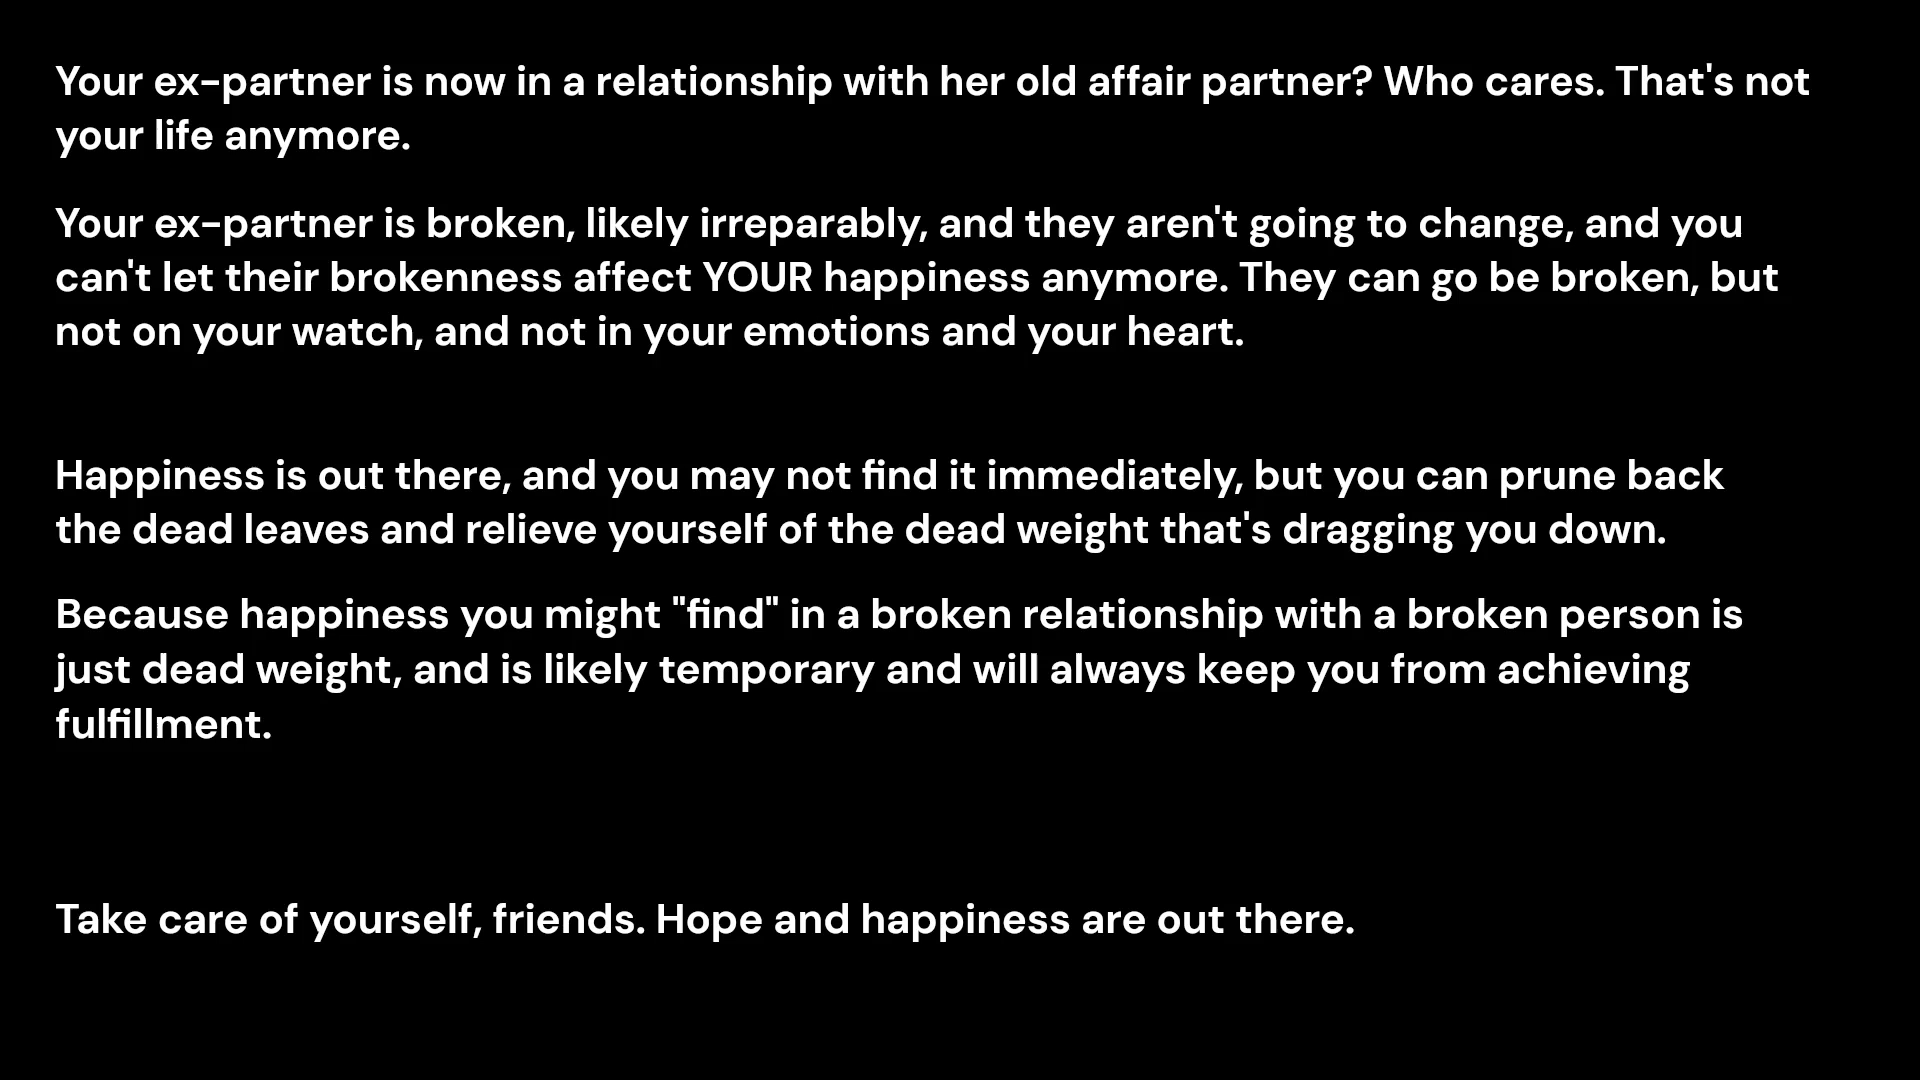 Your ex-partner is now in a relationship with her old affair partner? Who cares. That's not
your life anymore.
Your ex-partner is broken, likely irreparably, and they aren't going to change, and you
can't let their brokenness affect YOUR happiness anymore. They can go be broken, but
not on your watch, and not in your emotions and your heart.
Happiness is out there, and you may not find it immediately, but you can prune back
the dead leaves and relieve yourself of the dead weight that's dragging you down.
Because happiness you might "find" in a broken relationship with a broken person is
just dead weight, and is likely temporary and will always keep you from achieving
fulfillment.
Take care of yourself, friends. Hope and happiness are out there.